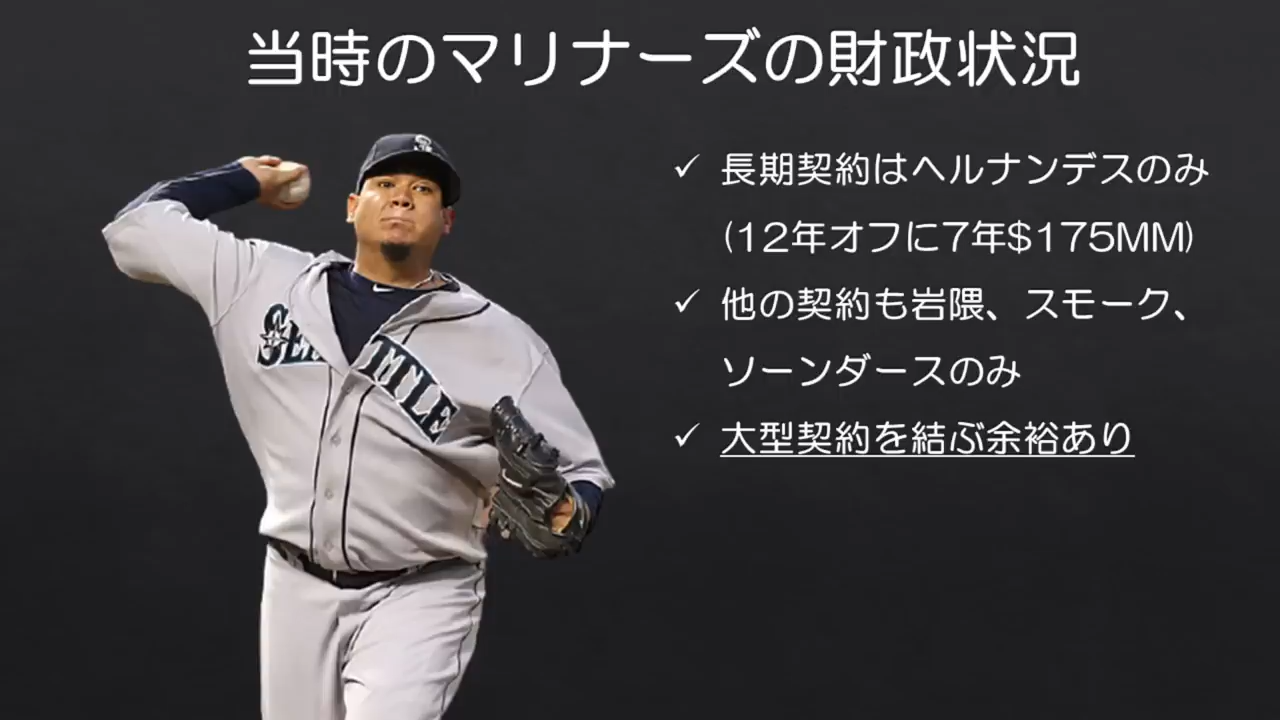 当時のマリナーズの財政状況
✓ 長期契約はヘルナンデスのみ
(12年オフに7年$175MM)
✓ 他の契約も岩隈、スモーク、
ソーンダースのみ
✓ 大型契約を結ぶ余裕あり
S
SEATTLE